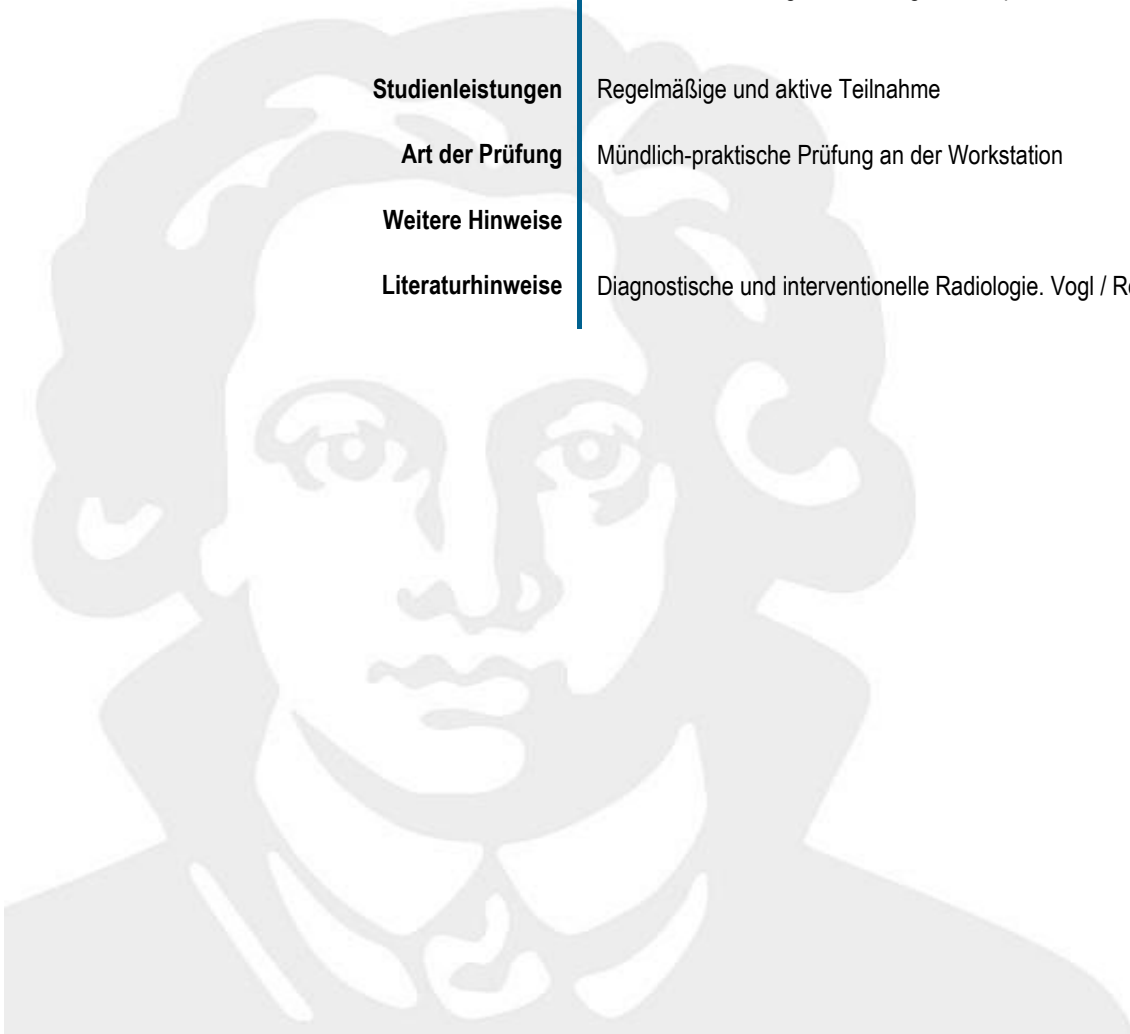 Studienleistungen Regelmäßige und aktive Teilnahme
Art der Prüfung Mündlich-praktische Prüfung an der Workstation
Weitere Hinweise
Literaturhinweise Diagnostische und interventionelle Radiologie. Vogl /